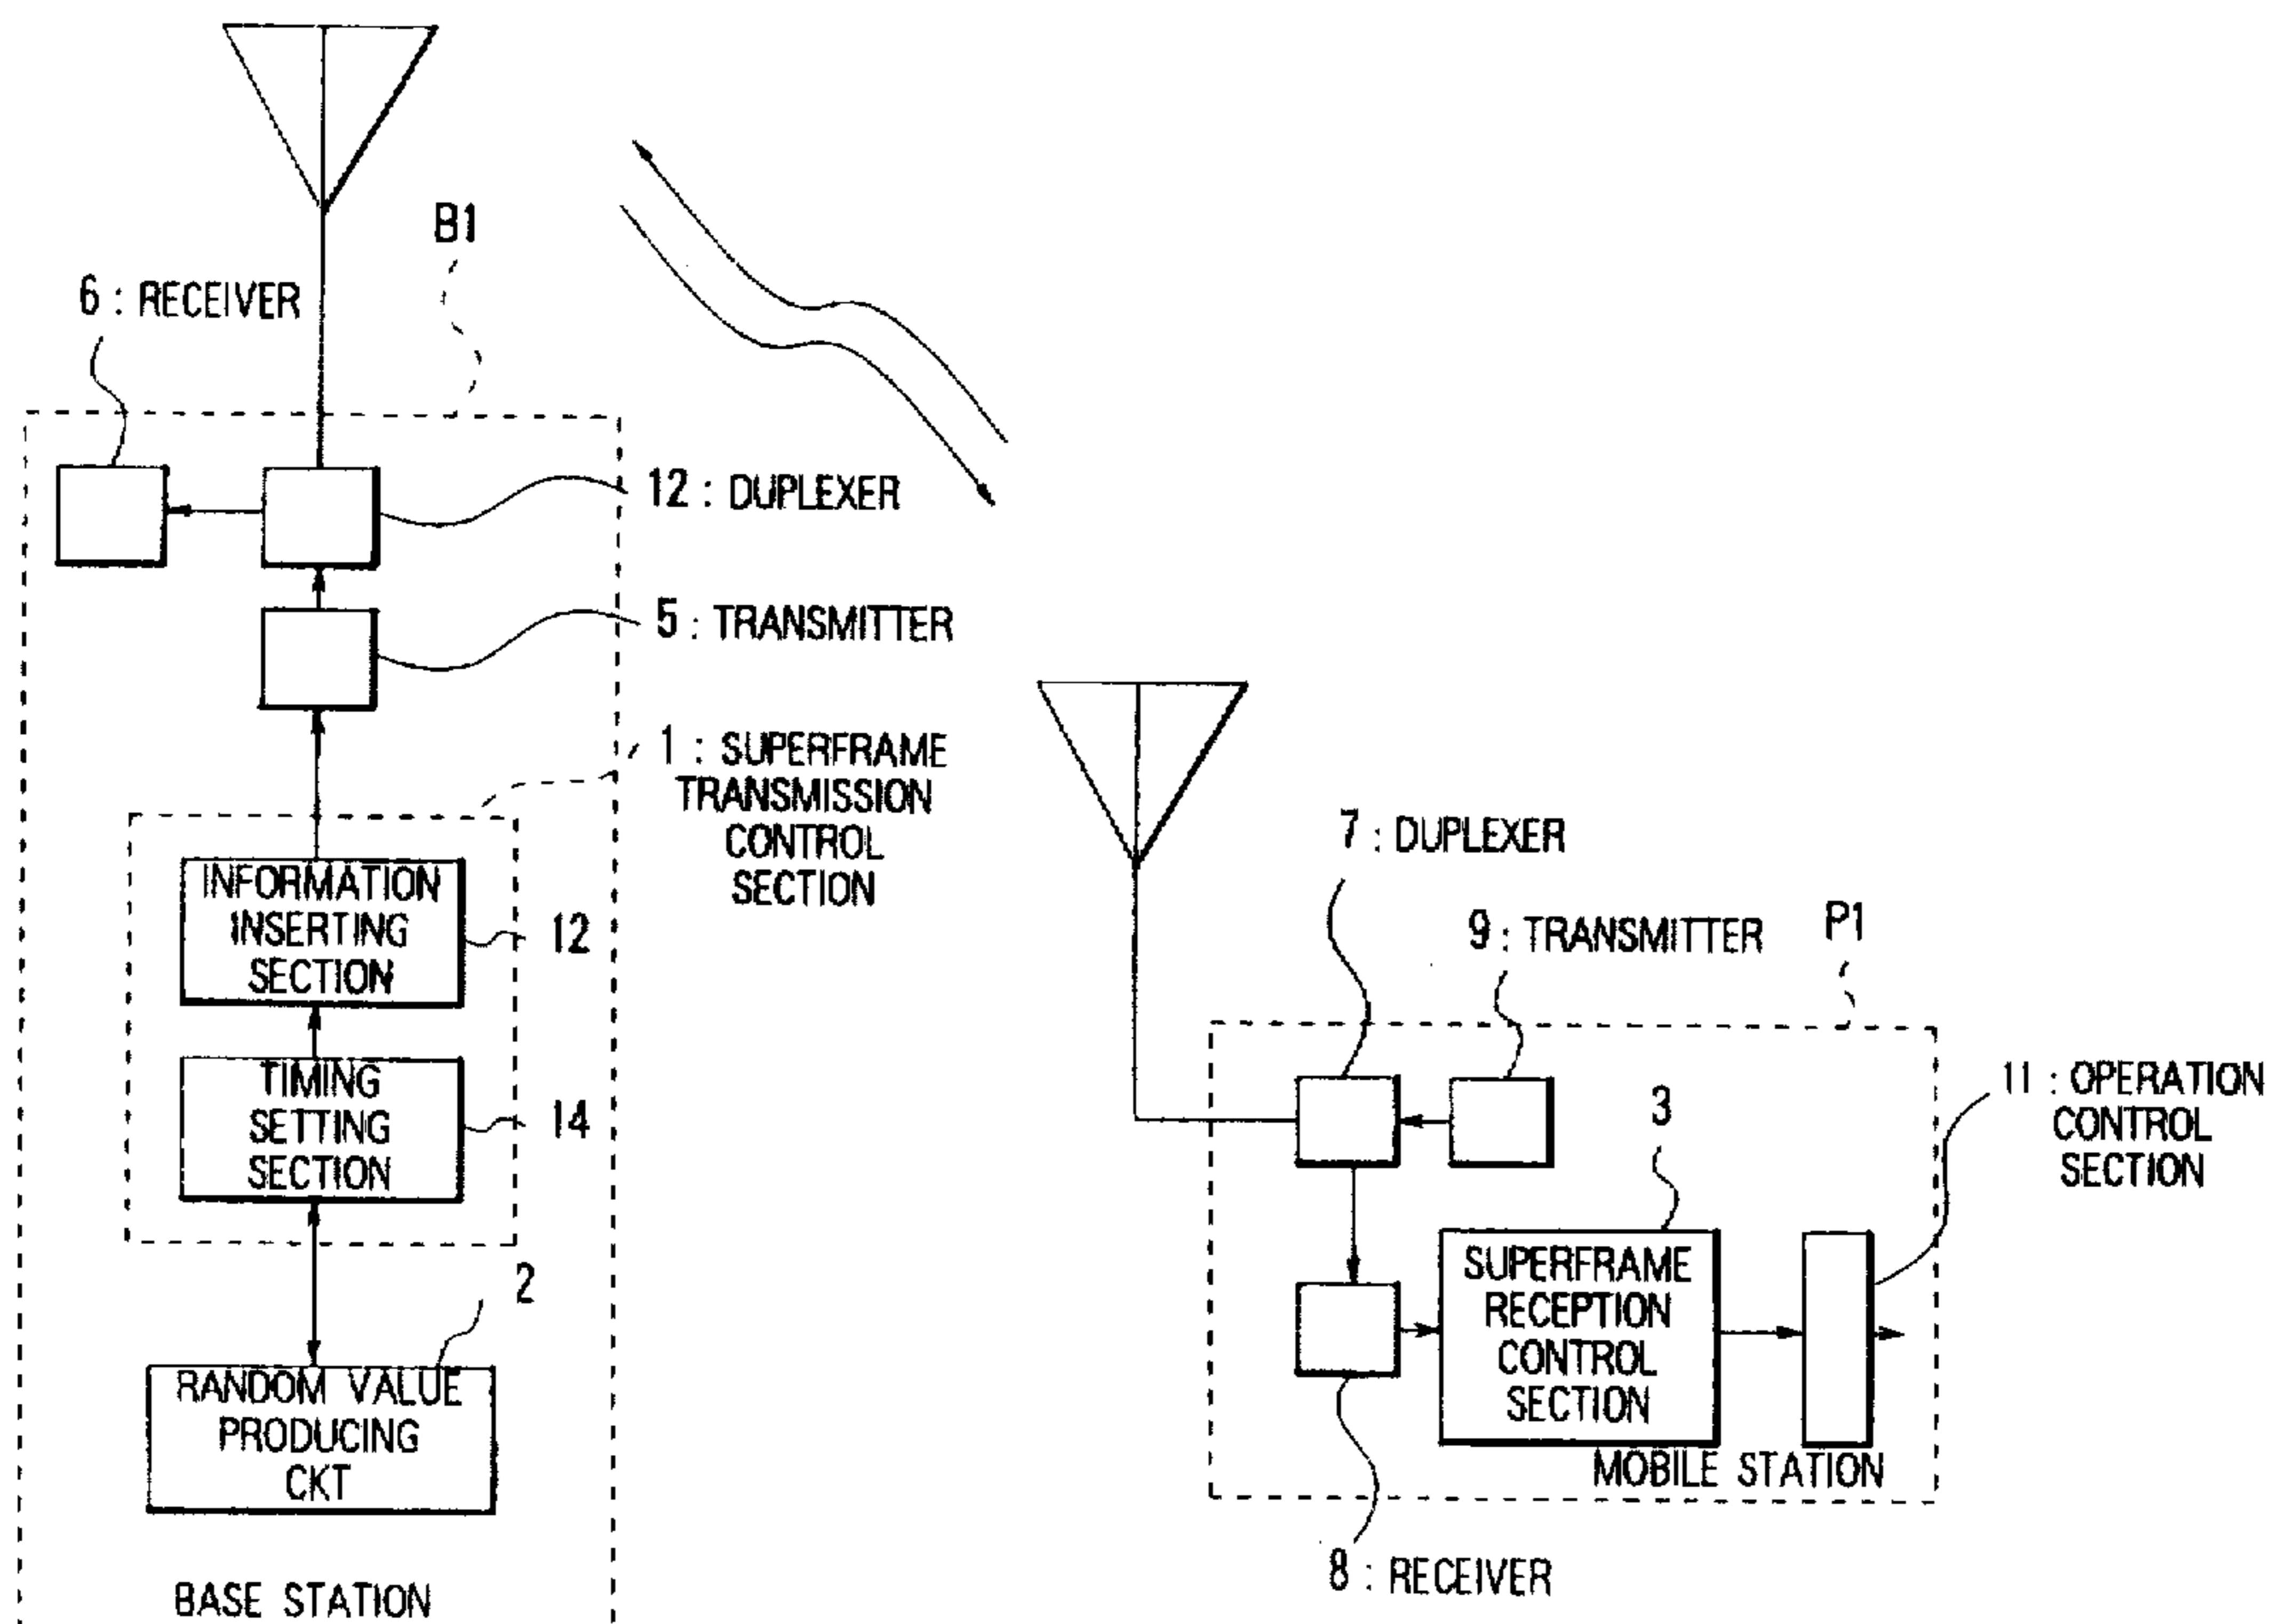 B1
6 : RECEIVER
12 : DUPLEXER
5 : TRANSMITTER
1 : SUPERFRAME
TRANSMISSION
CONTROL
SECTION
INFORMATION
INSERTING
SECTION
12
TIMING
SETTING
SECTION
14
2
RANDOM VALUE
PRODUCING
CKT
BASE STATION
7 : DUPLEXER
9 : TRANSMITTER
P1
11 : OPERATION
CONTROL
SECTION
3
SUPERFRAME
RECEPTION
CONTROL
SECTION
MOBILE STATION
8 : RECEIVER